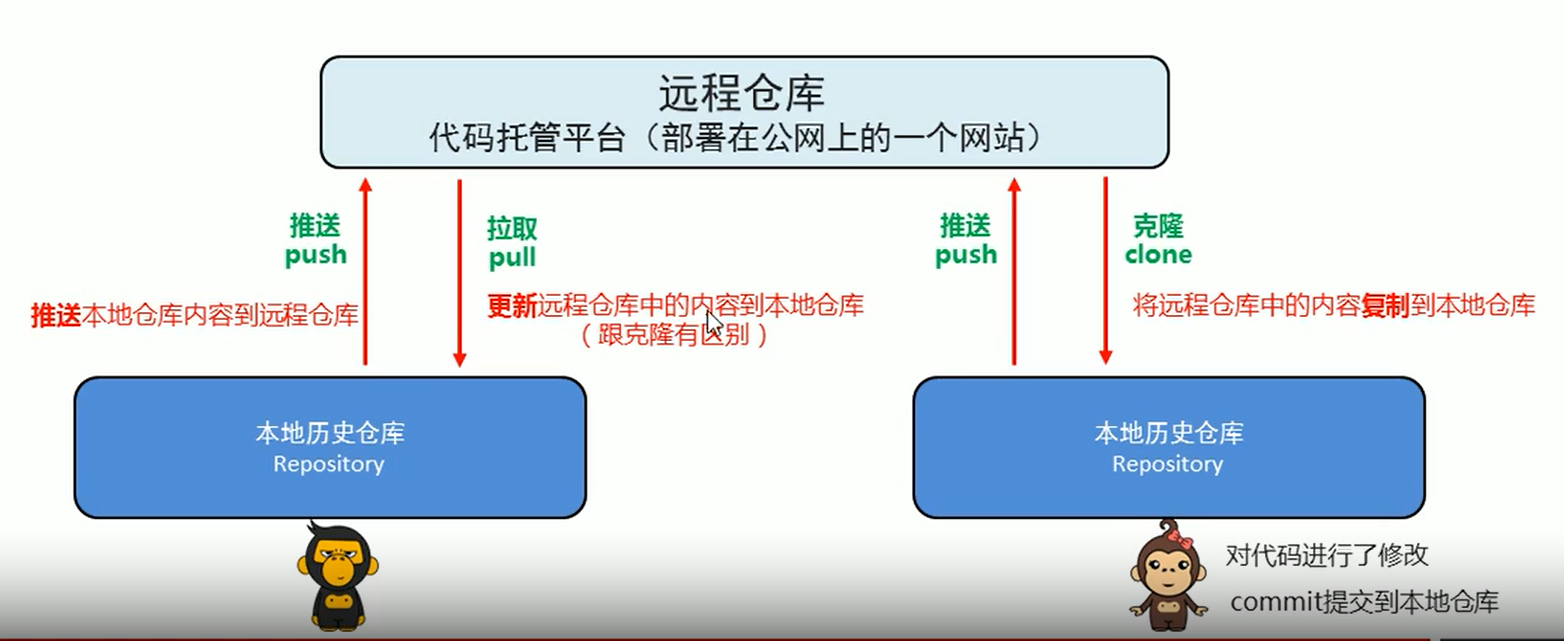 远程仓库
代码托管平台（部署在公网上的一个网站）
推送
push
拉取
pull
推送本地仓库内容到远程仓库
更新远程仓库中的内容到本地仓库
（跟克隆有区别）
推送
push
克隆
clone
将远程仓库中的内容复制到本地仓库
本地历史仓库
Repository
本地历史仓库
Repository
对代码进行了修改
commit提交到本地仓库